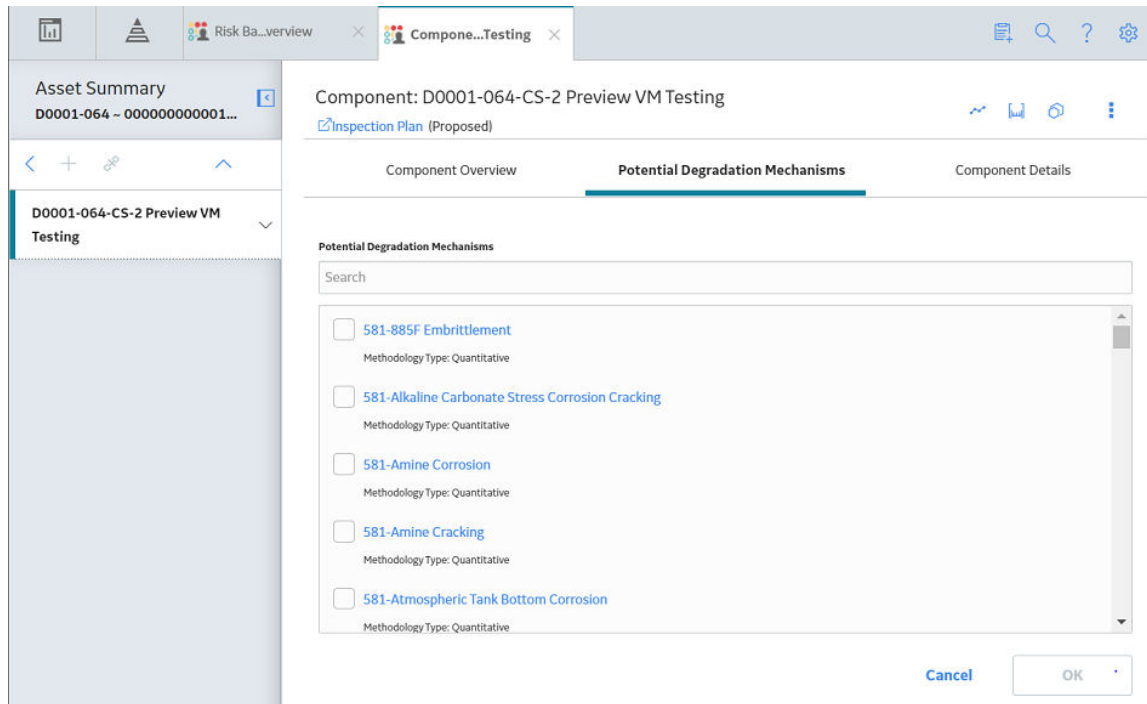 Risk Ba...verview
Compone...Testing
Asset Summary
D0001-064 ~ 000000000001...
D0001-064-CS-2 Preview VM
Testing
Component: D0001-064-CS-2 Preview VM Testing
Inspection Plan (Proposed)
Component Overview
Potential Degradation Mechanisms
Component Details
Potential Degradation Mechanisms
Search
581-885F Embrittlement
Methodology Type: Quantitative
581-Alkaline Carbonate Stress Corrosion Cracking
Methodology Type: Quantitative
581-Amine Corrosion
Methodology Type: Quantitative
581-Amine Cracking
Methodology Type: Quantitative
581-Atmospheric Tank Bottom Corrosion
Methodology Type: Quantitative
Cancel
OK